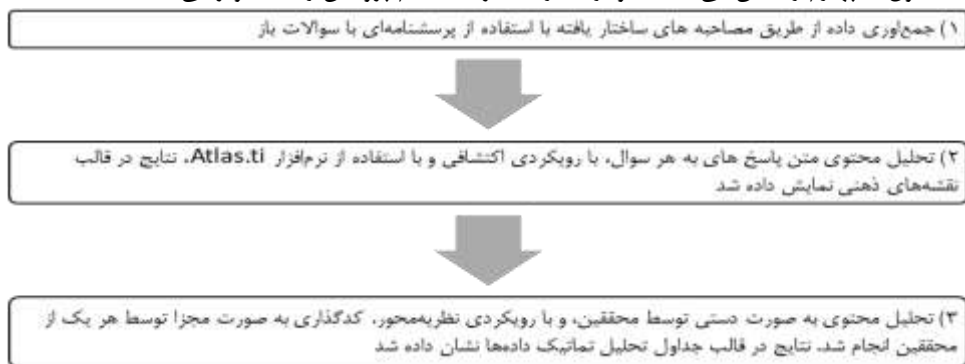 ۱) جمع‌آوری داده از طریق مصاحبه های ساختار یافته با استفاده از پرسشنامه‌ای با سوالات باز
۲) تحلیل محتوی متن پاسخ های به هر سوال، با رویکردی اکتشافی و با استفاده از نرم‌افزار Atlas.ti، نتایج در قالب
نقشه‌های ذهنی نمایش داده شد
۳) تحلیل محتوی به صورت دستی توسط محققین، و با رویکردی نظریه‌محور، کدگذاری به صورت مجزا توسط هر یک از
محققین انجام شد. نتایج در قالب جداول تحلیل تماتیک داده‌ها نشان داده شد